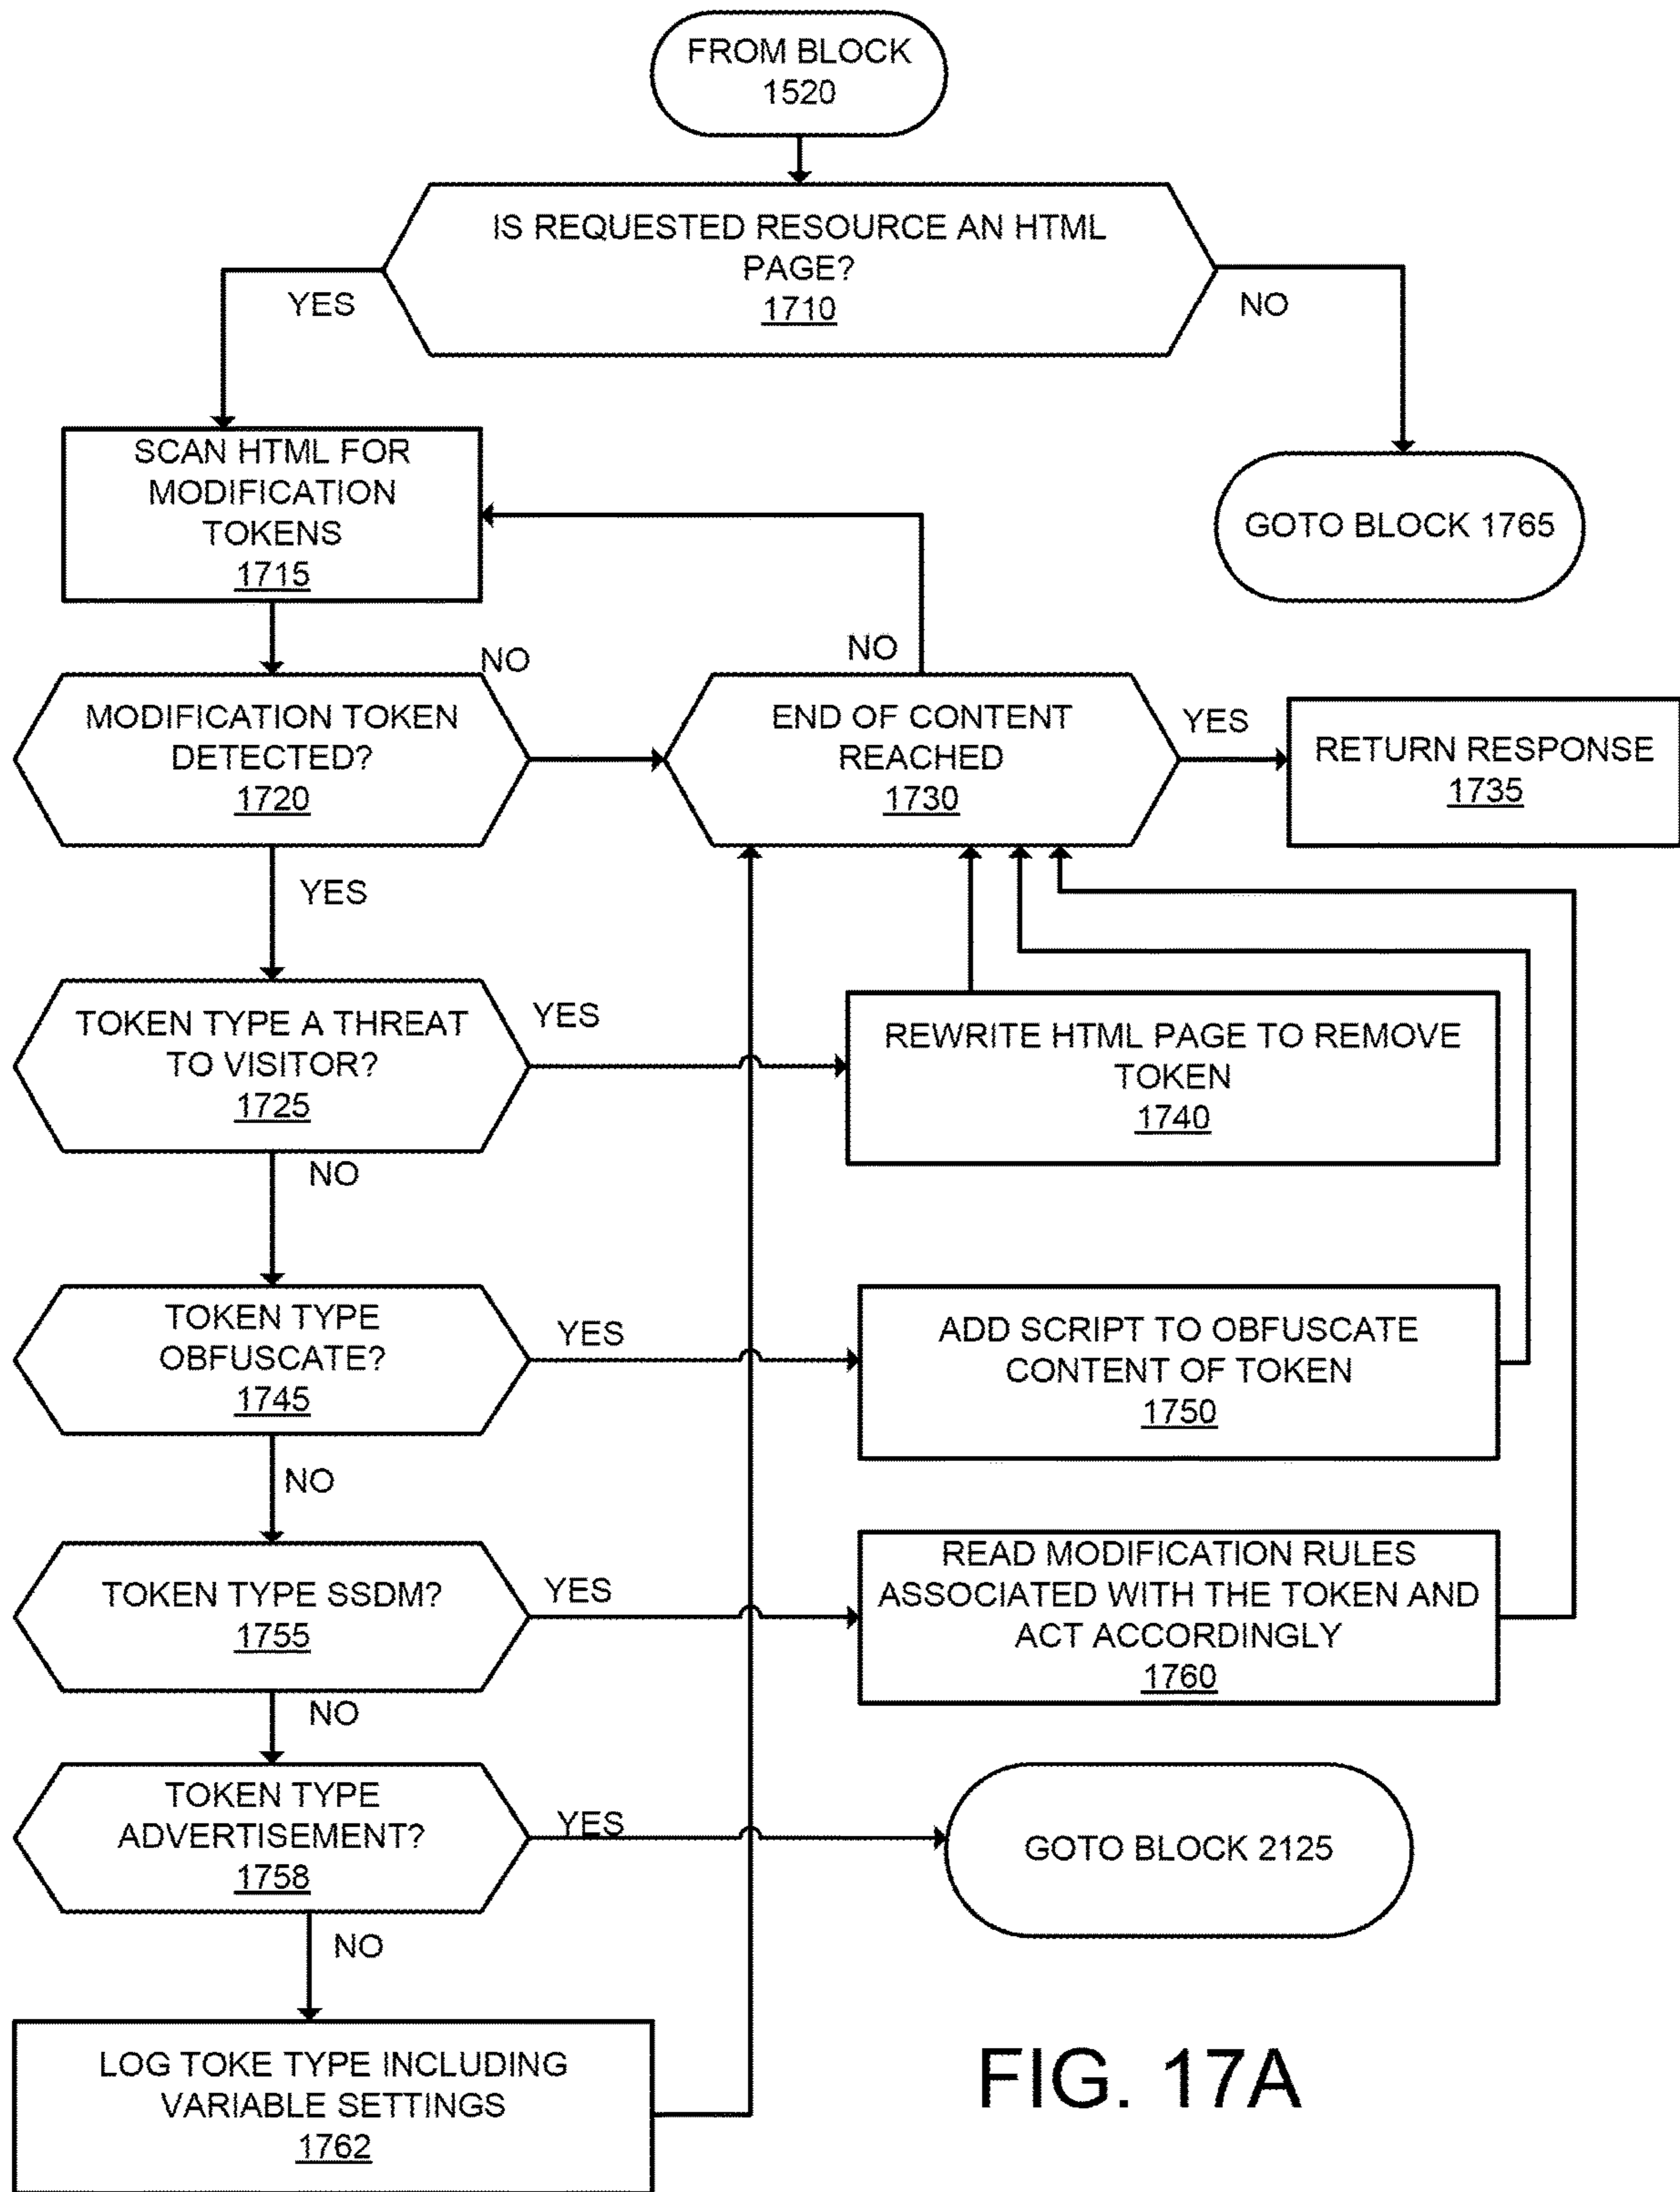 FROM BLOCK
1520
IS REQUESTED RESOURCE AN HTML
PAGE?
1710
YES
NO
SCAN HTML FOR
MODIFICATION
TOKENS
1715
GOTO BLOCK 1765
NO
NO
MODIFICATION TOKEN
DETECTED?
1720
END OF CONTENT
REACHED
1730
YES
RETURN RESPONSE
1735
YES
TOKEN TYPE A THREAT
TO VISITOR?
1725
YES
REWRITE HTML PAGE TO REMOVE
TOKEN
1740
NO
TOKEN TYPE
OBFUSCATE?
1745
YES
ADD SCRIPT TO OBFUSCATE
CONTENT OF TOKEN
1750
NO
TOKEN TYPE SSDM?
1755
YES
READ MODIFICATION RULES
ASSOCIATED WITH THE TOKEN AND
ACT ACCORDINGLY
1760
NO
TOKEN TYPE
ADVERTISEMENT?
1758
YES
GOTO BLOCK 2125
NO
LOG TOKE TYPE INCLUDING
VARIABLE SETTINGS
1762
FIG. 17A